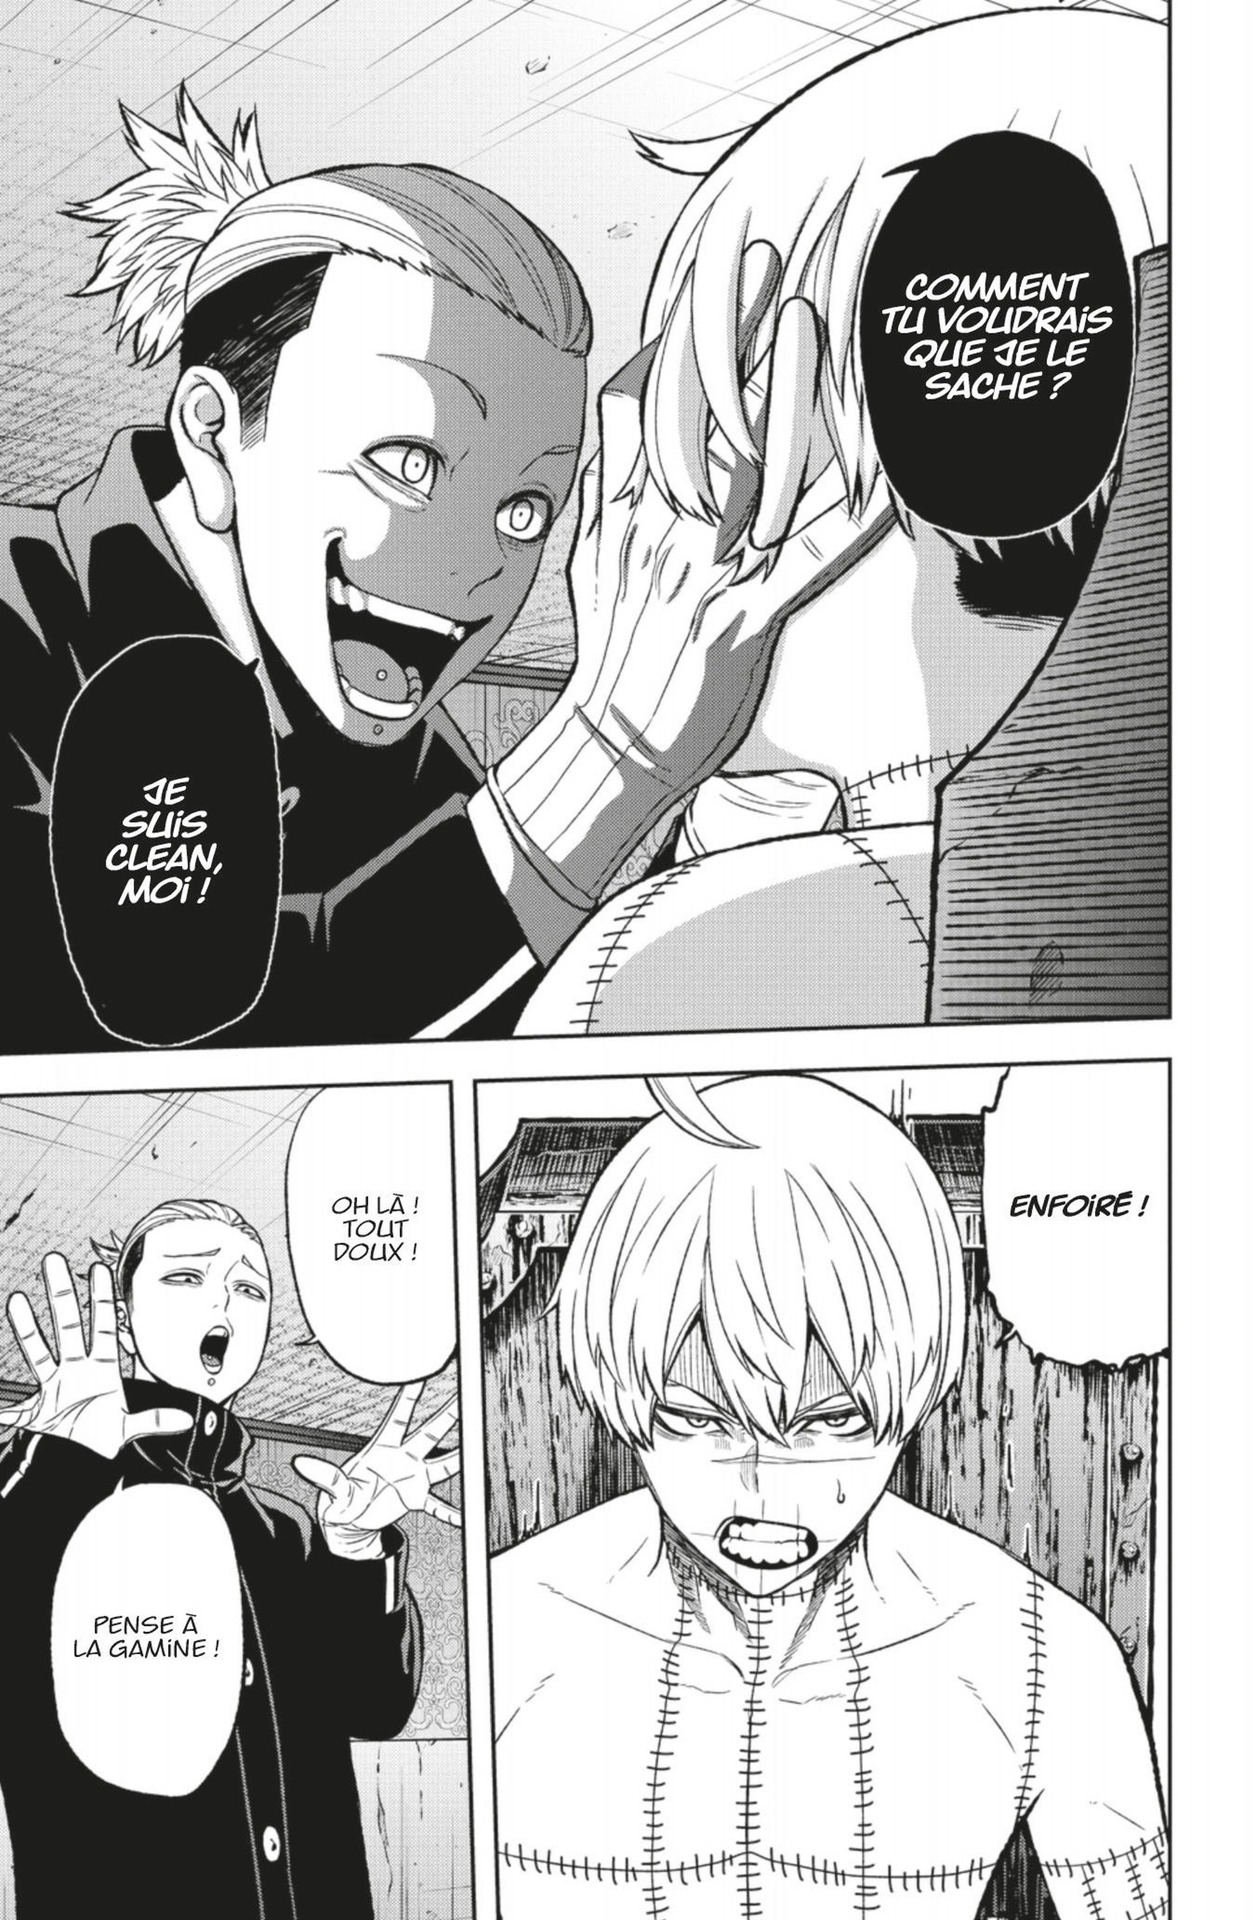 COMMENT
TU VOUDRAIS
QUE JE LE
SACHE ?
JE
SUIS
CLEAN,
MOI !
ENFOIRÉ !
OH LÀ !
TOUT
DOUX !
PENSE À
LA GAMINE !